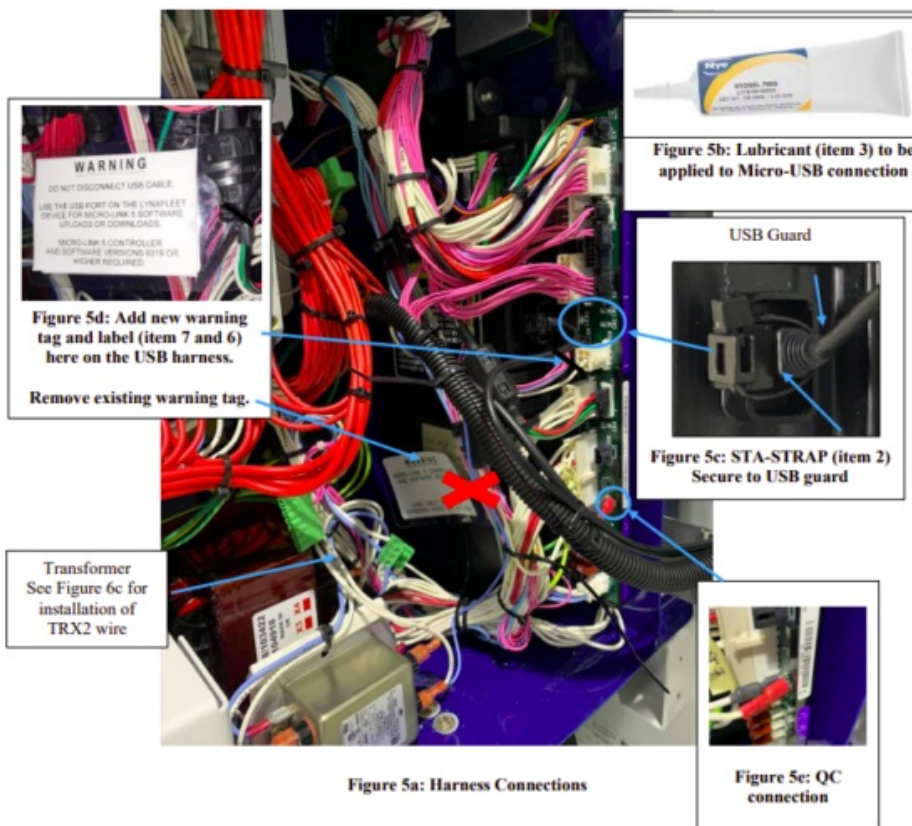 Nye
Figure 5b: Lubricant (item 3) to be
applied to Micro-USB connection
WARNING
DO NOT DISCONNECT USB CABLE.
USE THE USB PORT ON THE LYNXFLEET
DEVICE FOR MICRO-LINK 5 SOFTWARE
UPLOADS OR DOWNLOADS.
MICRO-LINK 5 CONTROLLER
AND SOFTWARE VERSIONS 6319 OR
HIGHER REQUIRED.
Figure 5d: Add new warning
tag and label (item 7 and 6)
here on the USB harness.
Remove existing warning tag.
USB Guard
Figure 5c: STA-STRAP (item 2)
Secure to USB guard
Transformer
See Figure 6c for
installation of
TRX2 wire
X4
X3
Figure 5a: Harness Connections
Figure 5e: QC
connection